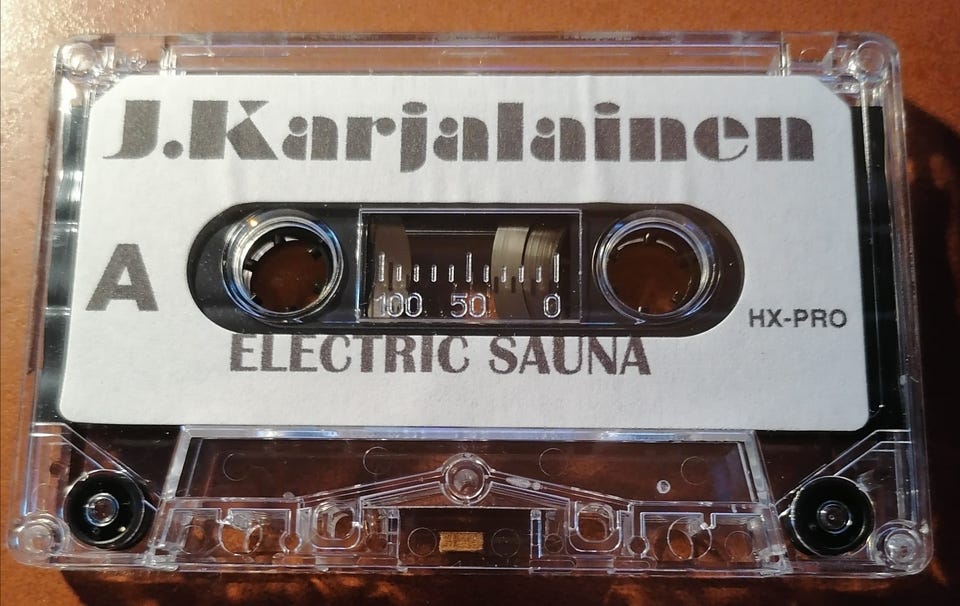 J.Karjalainen
A
100 50 0
HX-PRO
ELECTRIC SAUNA